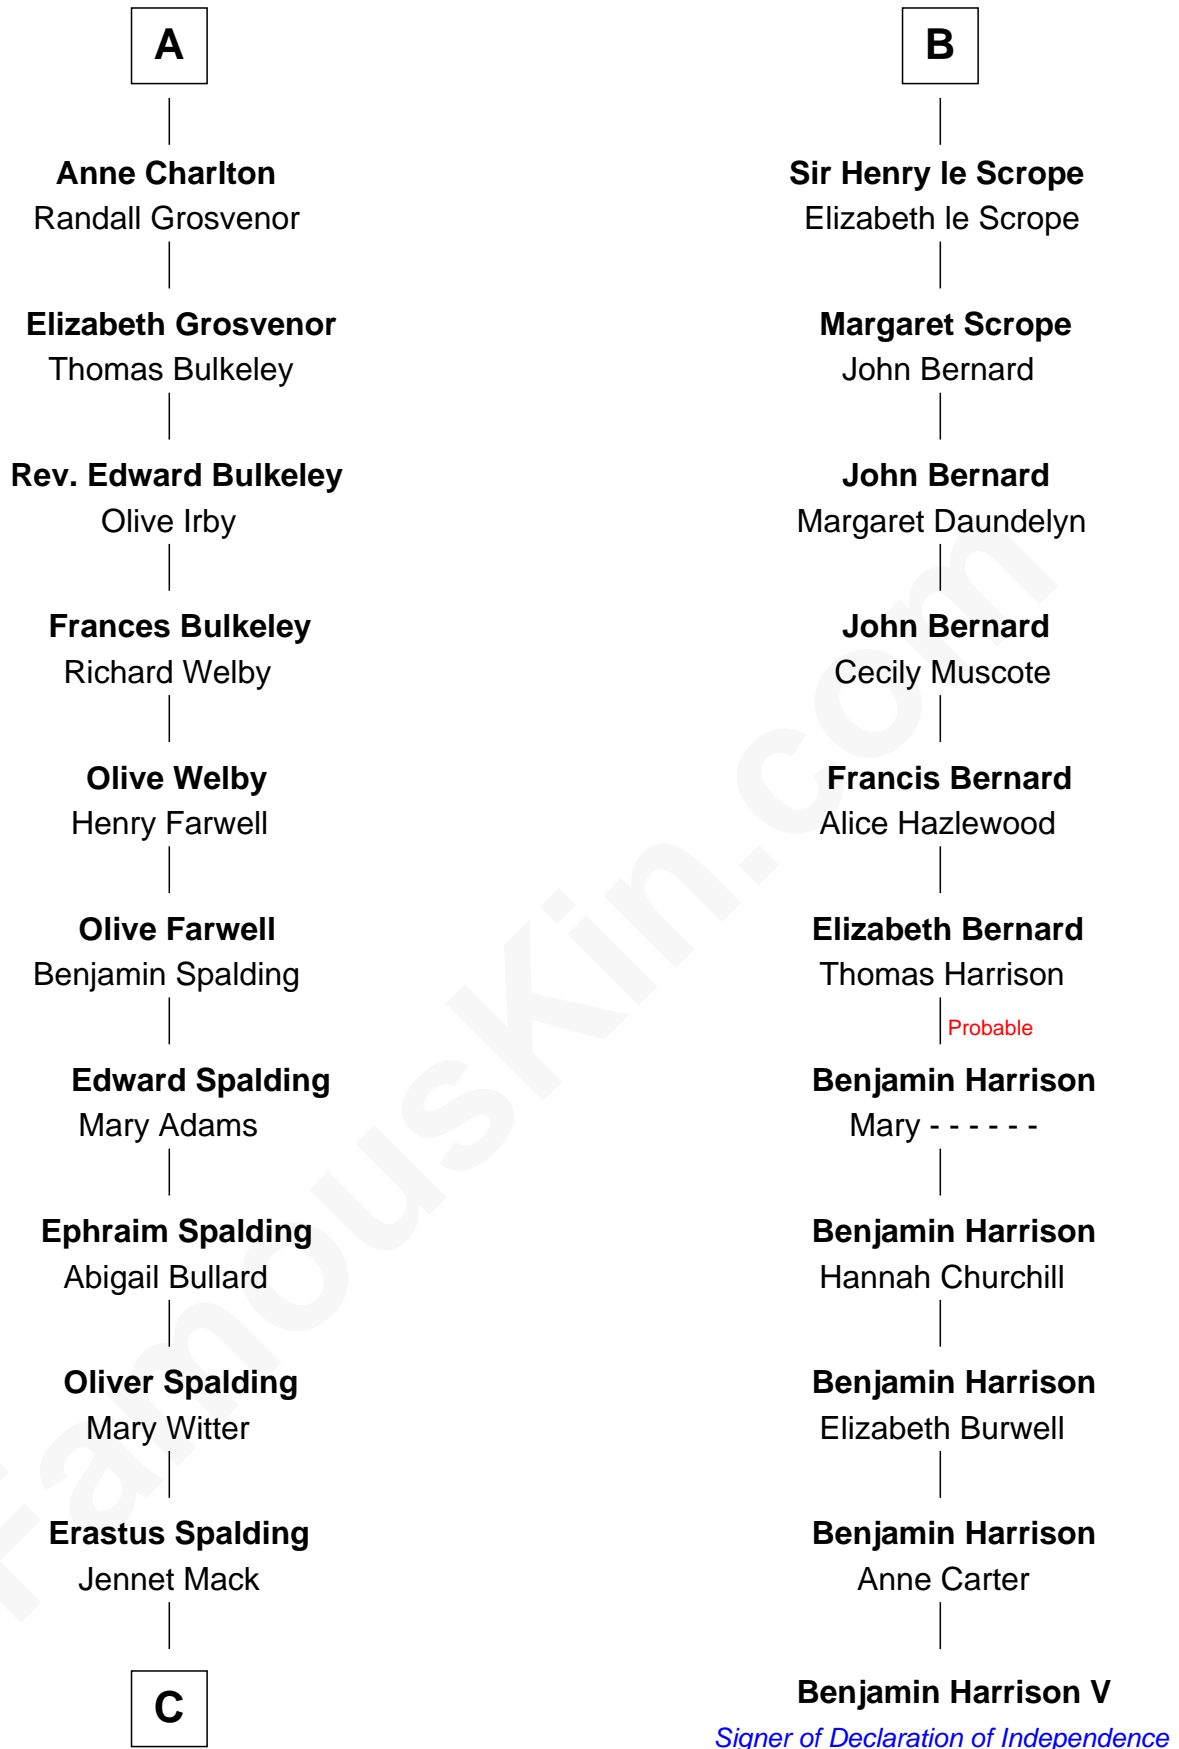 A
Anne Charlton
Randall Grosvenor
Elizabeth Grosvenor
Thomas Bulkeley
Rev. Edward Bulkeley
Olive Irby
Frances Bulkeley
Richard Welby
Olive Welby
Henry Farwell
Olive Farwell
Benjamin Spalding
Edward Spalding
Mary Adams
Ephraim Spalding
Abigail Bullard
Oliver Spalding
Mary Witter
Erastus Spalding
Jennet Mack
C
B
Sir Henry le Scrope
Elizabeth le Scrope
Margaret Scrope
John Bernard
John Bernard
Margaret Daundelyn
John Bernard
Cecily Muscote
Francis Bernard
Alice Hazlewood
Elizabeth Bernard
Thomas Harrison
Probable
Benjamin Harrison
Mary - - - - - -
Benjamin Harrison
Hannah Churchill
Benjamin Harrison
Elizabeth Burwell
Benjamin Harrison
Anne Carter
Benjamin Harrison V
Signer of Declaration of Independence
FamousKin.com